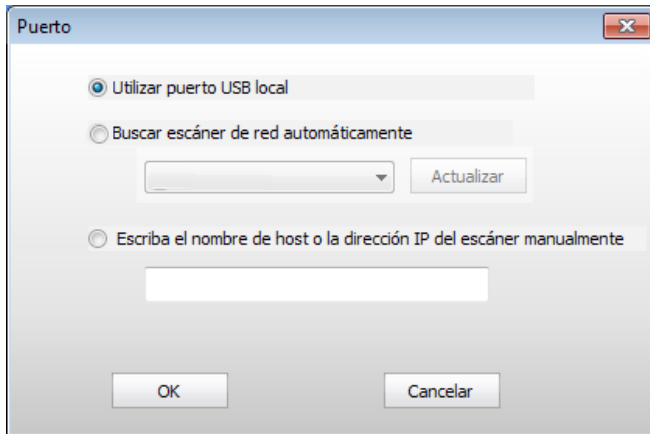 Puerto
Utilizar puerto USB local
Buscar escáner de red automáticamente
Actualizar
Escriba el nombre de host o la dirección IP del escáner manualmente
OK
Cancelar